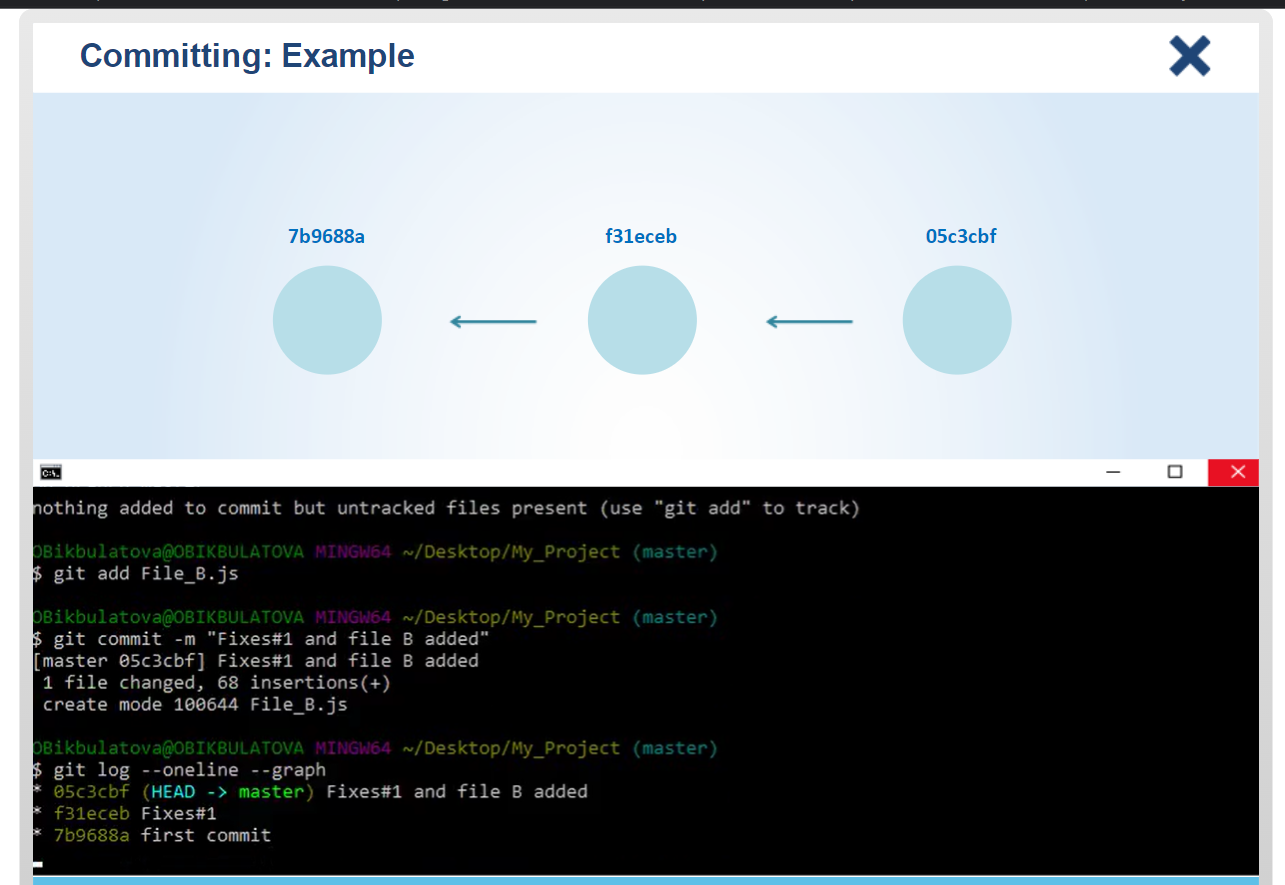 Committing: Example
7b9688a f31eceb 05c3cbf
C:\.
nothing added to commit but untracked files present (use "git add" to track)
OBikbulatova@OBIKBULATOVA MINGW64 ~/Desktop/My_Project (master)
$ git add File_B.js
OBikbulatova@OBIKBULATOVA MINGW64 ~/Desktop/My_Project (master)
$ git commit -m "Fixes#1 and file B added"
[master 05c3cbf] Fixes#1 and file B added
1 file changed, 68 insertions(+)
create mode 100644 File_B.js
OBikbulatova@OBIKBULATOVA MINGW64 ~/Desktop/My_Project (master)
$ git log --oneline --graph
* 05c3cbf (HEAD -> master) Fixes#1 and file B added
* f31eceb Fixes#1
* 7b9688a first commit